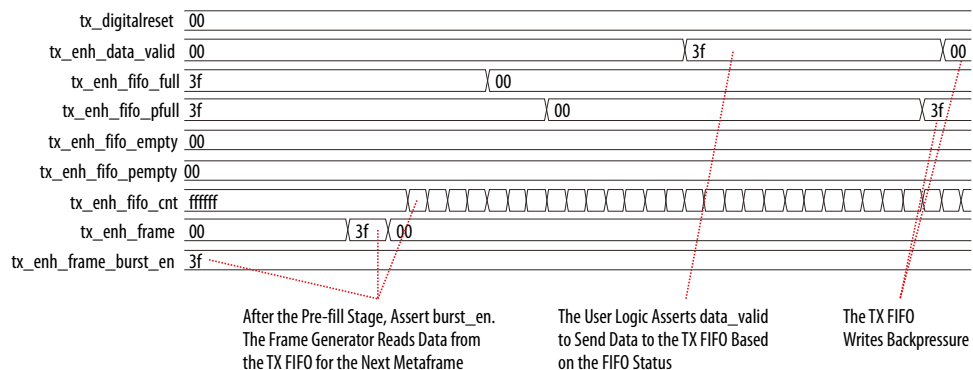 tx_digitalreset 00
tx_enh_data_valid 00 3f 00
tx_enh_fifo_full 3f 00
tx_enh_fifo_pfull 3f 00 3f
tx_enh_fifo_empty 00
tx_enh_fifo_pempty 00
tx_enh_fifo_cnt ffffff
tx_enh_frame 00 3f 00
tx_enh_frame_burst_en 3f
After the Pre-fill Stage, Assert burst_en.
The Frame Generator Reads Data from
the TX FIFO for the Next Metaframe
The User Logic Asserts data_valid
to Send Data to the TX FIFO Based
on the FIFO Status
The TX FIFO
Writes Backpressure